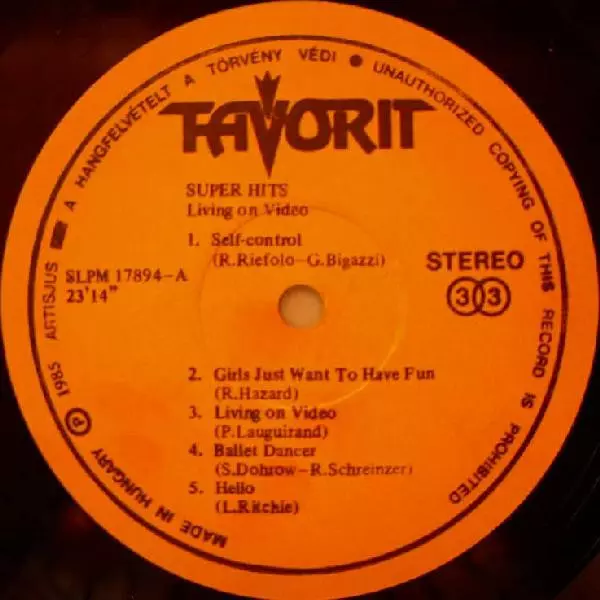 A HANGFELVÉTELT A TÖRVÉNY VÉDI • UNAUTHORIZED COPYING OF THIS RECORD IS PROHIBITED
FAVORIT
SUPER HITS
Living on Video
1. Self-control
(R.Riefolo–G.Bigazzi)
STEREO
33
SLPM 17894–A
23'14"
2. Girls Just Want To Have Fun
(R.Hazard)
3. Living on Video
(P.Lauguirand)
4. Ballet Dancer
(S.Dohrow–R.Schreinzer)
5. Hello
(L.Ritchie)
MADE IN HUNGARY Ⓟ 1985 ARTISJUS